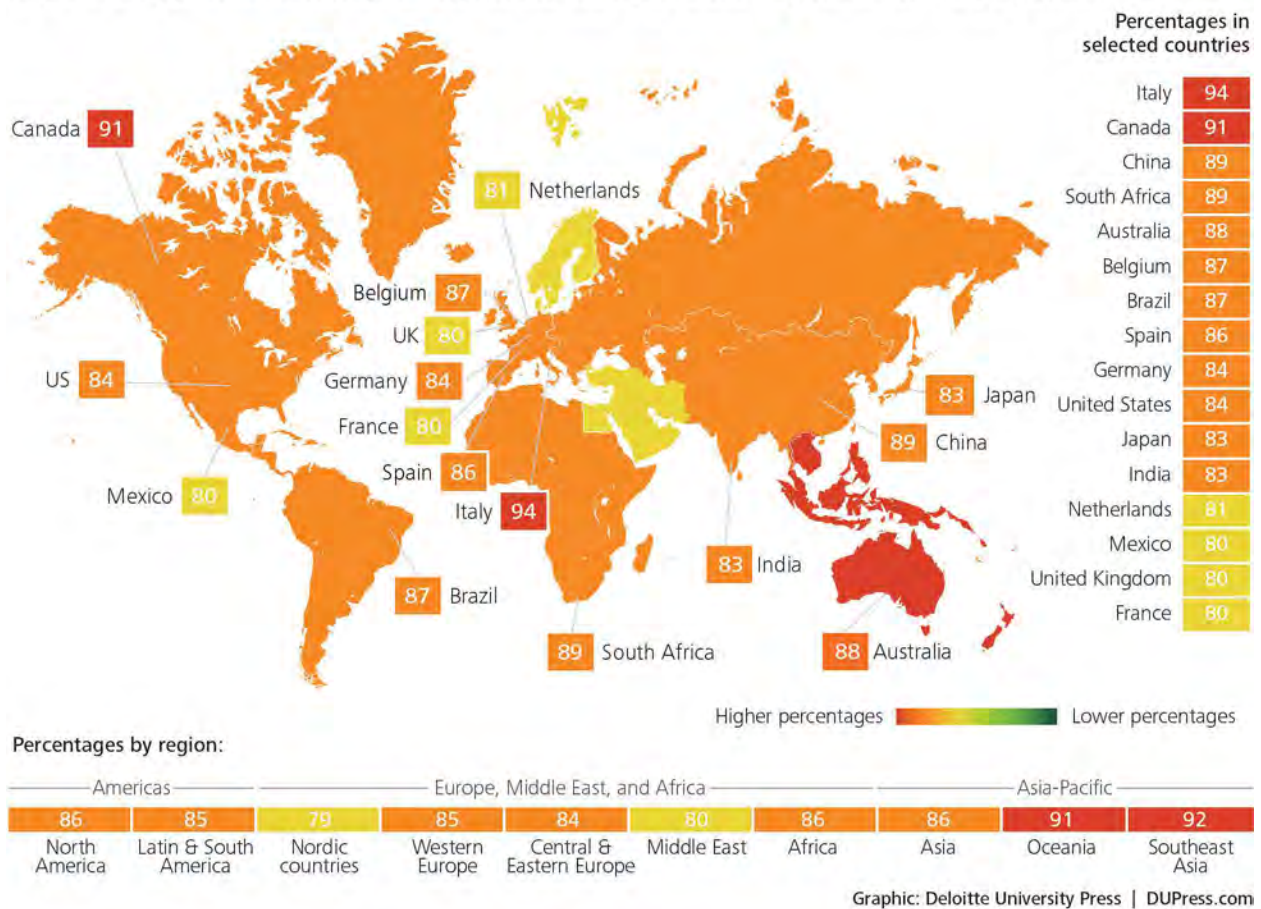 Percentages in
selected countries
Italy 94
Canada 91
China 89
South Africa 89
Australia 88
Belgium 87
Brazil 87
Spain 86
Germany 84
United States 84
Japan 83
India 83
Netherlands 81
Mexico 80
United Kingdom 80
France 80
Canada 91
81 Netherlands
Belgium 87
UK 80
US 84
Germany 84
83 Japan
France 80
89 China
Spain 86
Mexico 80
Italy 94
83 India
87 Brazil
89 South Africa
88 Australia
Higher percentages Lower percentages
Percentages by region:
Americas Europe, Middle East, and Africa Asia-Pacific
86 85 79 85 84 80 86 86 91 92
North Latin & South Nordic Western Central & Middle East Africa Asia Oceania Southeast
America America countries Europe Eastern Europe Asia
Graphic: Deloitte University Press | DUPress.com